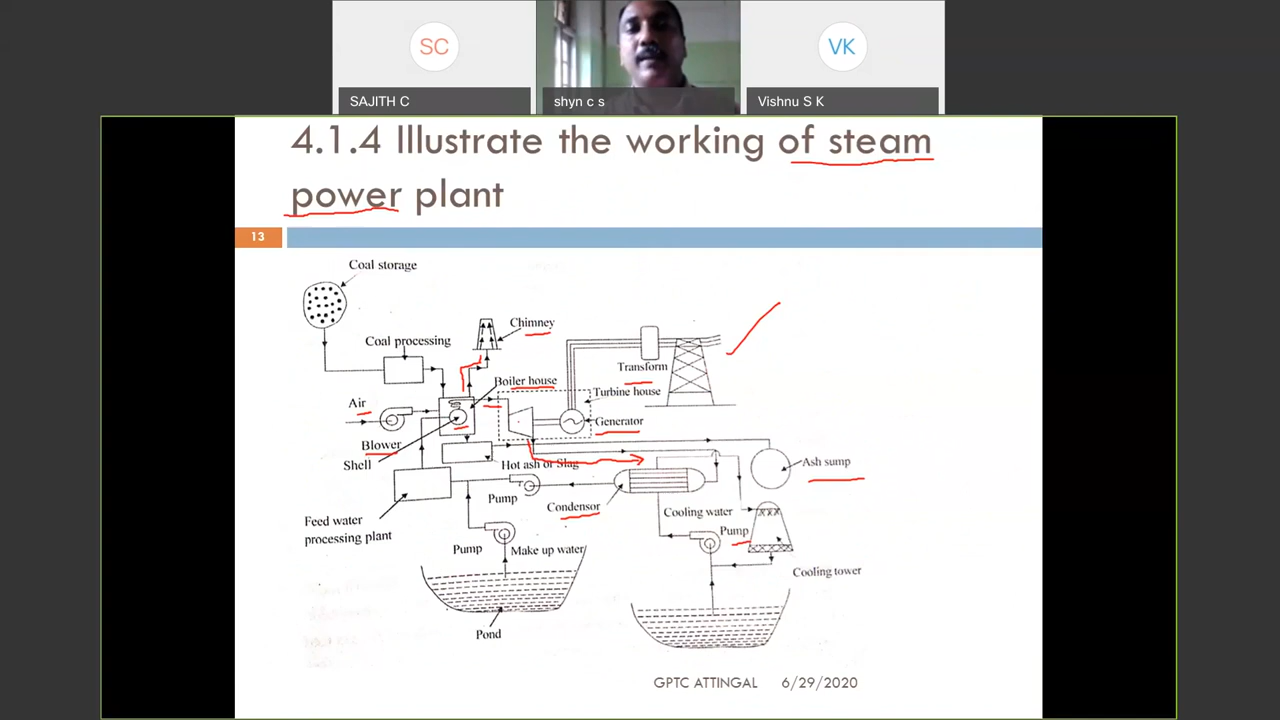 SC
VK
SAJITH C
shyn c s
Vishnu S K
4.1.4 Illustrate the working of steam
power plant
13
Coal storage
Chimney
Coal processing
Transform
Boiler house
Turbine house
Air
Generator
Blower
Shell
Hot ash or Slag
Ash sump
Pump
Condensor
Cooling water
Feed water
processing plant
Pump
Pump
Make up water
Cooling tower
Pond
GPTC ATTINGAL 6/29/2020